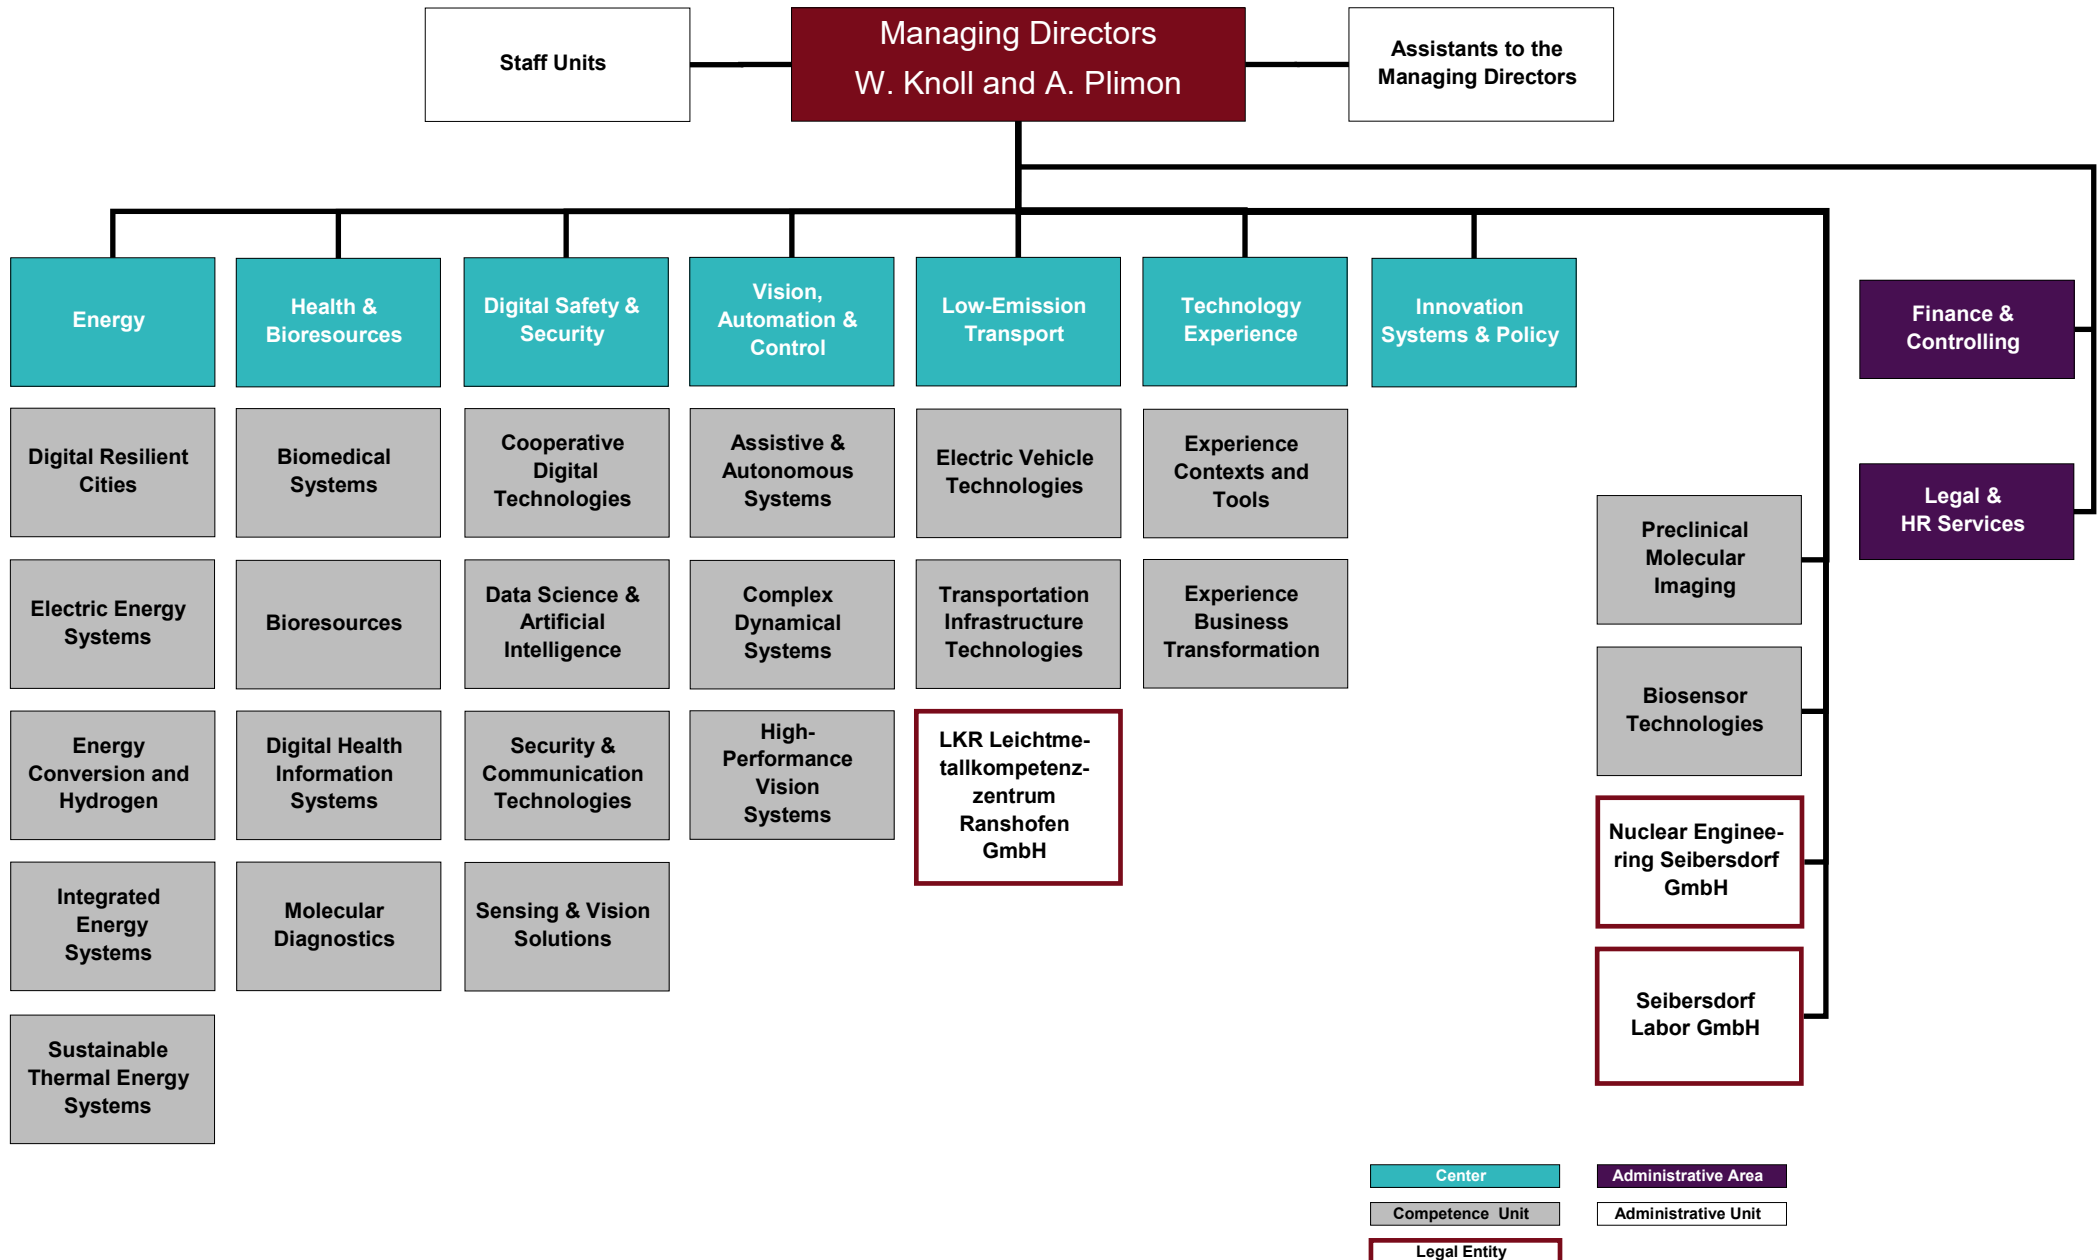 Staff Units
Managing Directors
W. Knoll and A. Plimon
Assistants to the
Managing Directors
Energy
Health &
Bioresources
Digital Safety &
Security
Vision,
Automation &
Control
Low-Emission
Transport
Technology
Experience
Innovation
Systems & Policy
Finance &
Controlling
Legal &
HR Services
Digital Resilient
Cities
Electric Energy
Systems
Energy
Conversion and
Hydrogen
Integrated
Energy
Systems
Sustainable
Thermal Energy
Systems
Biomedical
Systems
Bioresources
Digital Health
Information
Systems
Molecular
Diagnostics
Cooperative
Digital
Technologies
Data Science &
Artificial
Intelligence
Security &
Communication
Technologies
Sensing & Vision
Solutions
Assistive &
Autonomous
Systems
Complex
Dynamical
Systems
High-
Performance
Vision
Systems
Electric Vehicle
Technologies
Transportation
Infrastructure
Technologies
LKR Leichtme-
tallkompetenz-
zentrum
Ranshofen
GmbH
Experience
Contexts and
Tools
Experience
Business
Transformation
Preclinical
Molecular
Imaging
Biosensor
Technologies
Nuclear Enginee-
ring Seibersdorf
GmbH
Seibersdorf
Labor GmbH
Center
Administrative Area
Competence Unit
Administrative Unit
Legal Entity